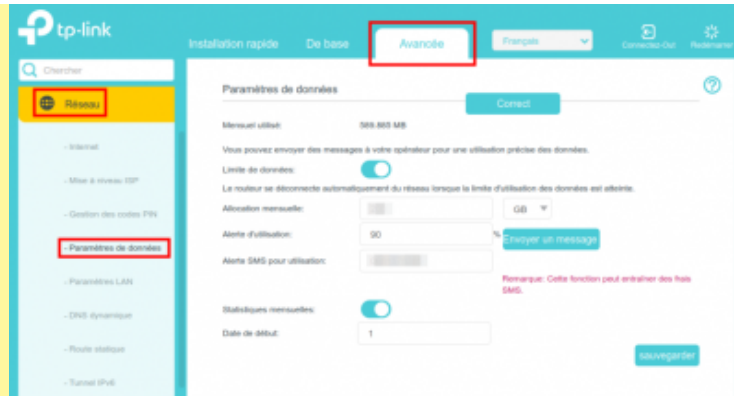 tp-link
Installation rapide De base Avancée Français Connectez-Out Redémarrer
Chercher
Réseau
- Internet
- Mise à niveau ISP
- Gestion des codes PIN
- Paramètres de données
- Paramètres LAN
- DNS dynamique
- Route statique
- Tunnel IPv6
Paramètres de données
Correct
Mensuel utilisé: 569.883 MB
Vous pouvez envoyer des messages à votre opérateur pour une utilisation précise des données.
Limite de données:
Le routeur se déconnecte automatiquement du réseau lorsque la limite d'utilisation des données est atteinte.
Allocation mensuelle: GB
Alerte d'utilisation: 90 % Envoyer un message
Alerte SMS pour utilisation:
Remarque: Cette fonction peut entraîner des frais
SMS.
Statistiques mensuelles:
Date de début: 1
sauvegarder